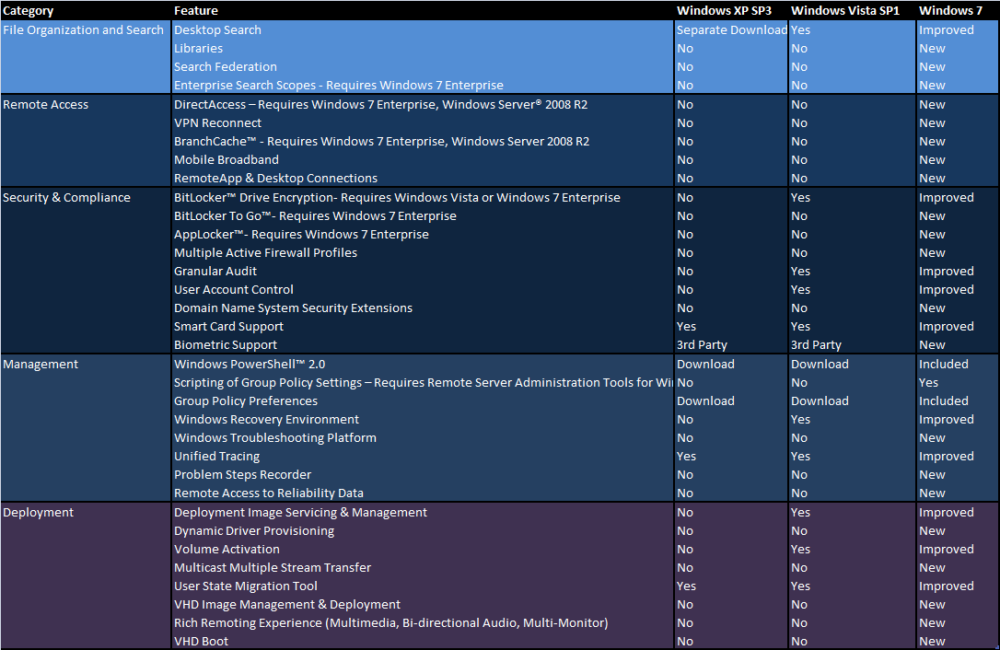 Category Feature Windows XP SP3 Windows Vista SP1 Windows 7
File Organization and Search Desktop Search Separate Download Yes Improved
Libraries No No New
Search Federation No No New
Enterprise Search Scopes - Requires Windows 7 Enterprise No No New
Remote Access DirectAccess – Requires Windows 7 Enterprise, Windows Server® 2008 R2 No No New
VPN Reconnect No No New
BranchCache™ - Requires Windows 7 Enterprise, Windows Server 2008 R2 No No New
Mobile Broadband No No New
RemoteApp & Desktop Connections No No New
Security & Compliance BitLocker™ Drive Encryption- Requires Windows Vista or Windows 7 Enterprise No Yes Improved
BitLocker To Go™- Requires Windows 7 Enterprise No No New
AppLocker™- Requires Windows 7 Enterprise No No New
Multiple Active Firewall Profiles No No New
Granular Audit No Yes Improved
User Account Control No Yes Improved
Domain Name System Security Extensions No No New
Smart Card Support Yes Yes Improved
Biometric Support 3rd Party 3rd Party New
Management Windows PowerShell™ 2.0 Download Download Included
Scripting of Group Policy Settings – Requires Remote Server Administration Tools for Wi No No Yes
Group Policy Preferences Download Download Included
Windows Recovery Environment No Yes Improved
Windows Troubleshooting Platform No No New
Unified Tracing Yes Yes Improved
Problem Steps Recorder No No New
Remote Access to Reliability Data No No New
Deployment Deployment Image Servicing & Management No Yes Improved
Dynamic Driver Provisioning No No New
Volume Activation No Yes Improved
Multicast Multiple Stream Transfer No No New
User State Migration Tool Yes Yes Improved
VHD Image Management & Deployment No No New
Rich Remoting Experience (Multimedia, Bi-directional Audio, Multi-Monitor) No No New
VHD Boot No No New